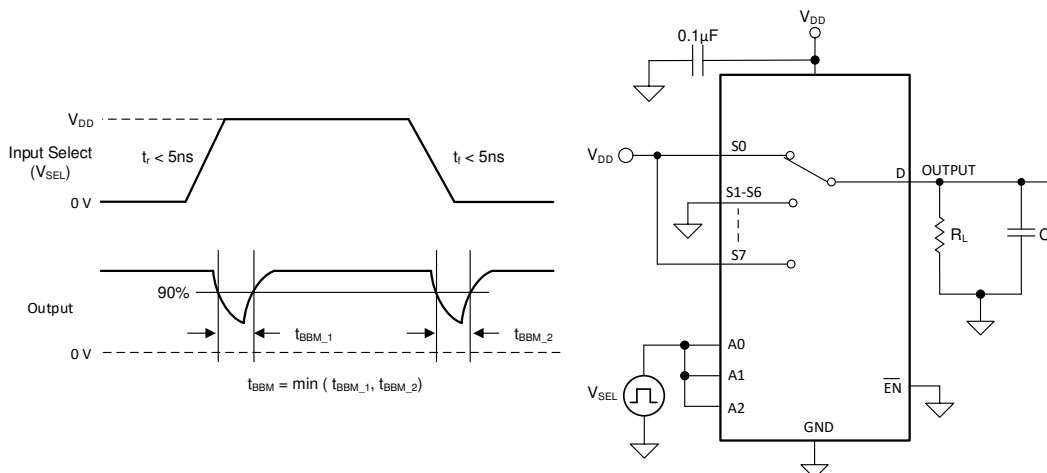 V_DD
Input Select
(V_SEL)
t_r < 5ns
t_f < 5ns
0 V
90%
Output
t_BBM_1
t_BBM_2
0 V
t_BBM = min ( t_BBM_1, t_BBM_2)
V_DD
0.1µF
V_DD
S0
D
OUTPUT
S1-S6
R_L
C
S7
A0
V_SEL
A1
A2
EN
GND